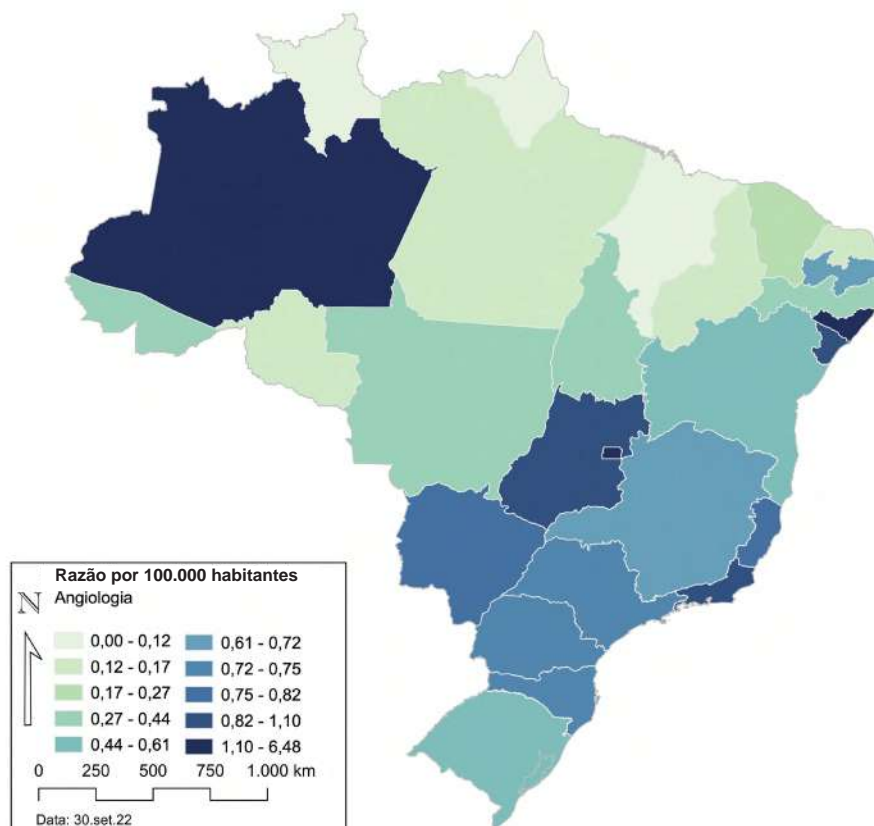 Razão por 100.000 habitantes
N Angiologia
0,00 - 0,12 0,61 - 0,72
0,12 - 0,17 0,72 - 0,75
0,17 - 0,27 0,75 - 0,82
0,27 - 0,44 0,82 - 1,10
0,44 - 0,61 1,10 - 6,48
0 250 500 750 1.000 km
Data: 30.set.22